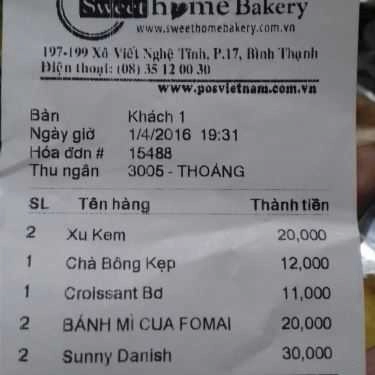 Sweet home Bakery
www.sweethomebakery.com.vn
197-199 Xô Viết Nghệ Tĩnh, P.17, Bình Thạnh
Điện thoại: (08) 35 12 00 30
www.posvietnam.com.vn
Bàn Khách 1
Ngày giờ 1/4/2016 19:31
Hóa đơn # 15488
Thu ngân 3005 - THOẢNG
SL Tên hàng Thành tiền
2 Xu Kem 20,000
1 Chà Bông Kẹp 12,000
1 Croissant Bd 11,000
2 BÁNH MÌ CUA FOMAI 20,000
2 Sunny Danish 30,000